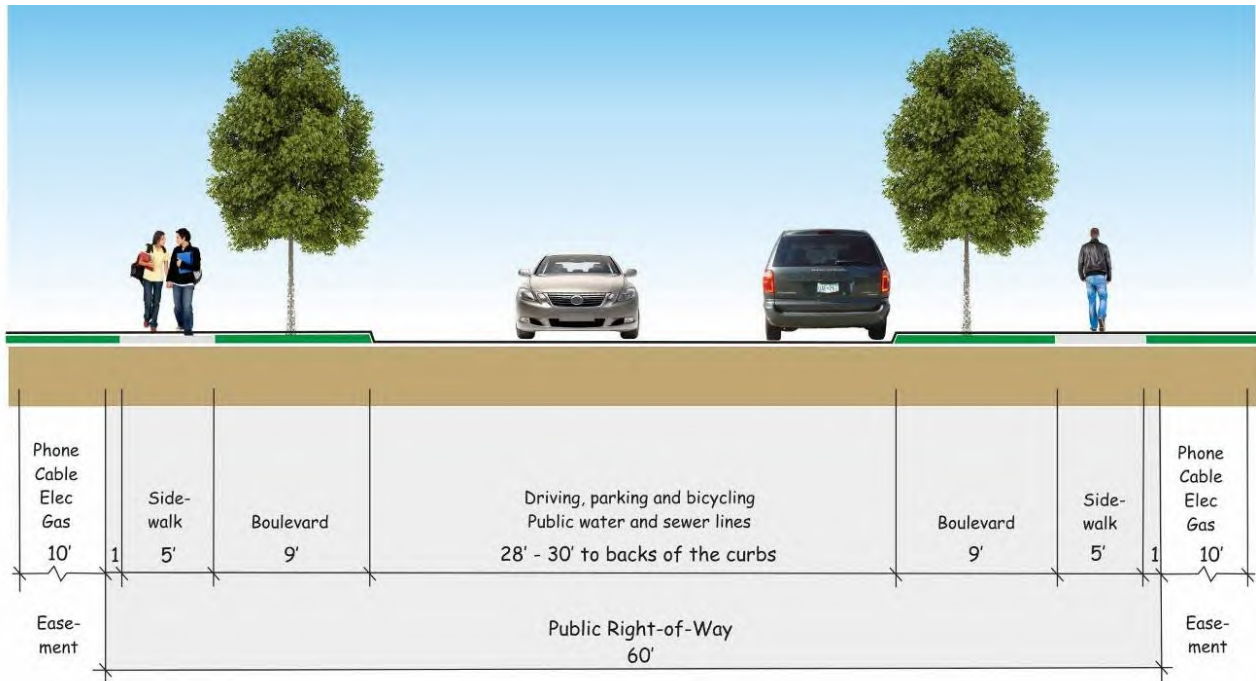 Phone
Cable
Elec
Gas
10'
1
Side-
walk
5'
Boulevard
9'
Driving, parking and bicycling
Public water and sewer lines
28' - 30' to backs of the curbs
Boulevard
9'
Side-
walk
5'
1
Phone
Cable
Elec
Gas
10'
Ease-
ment
Public Right-of-Way
60'
Ease-
ment